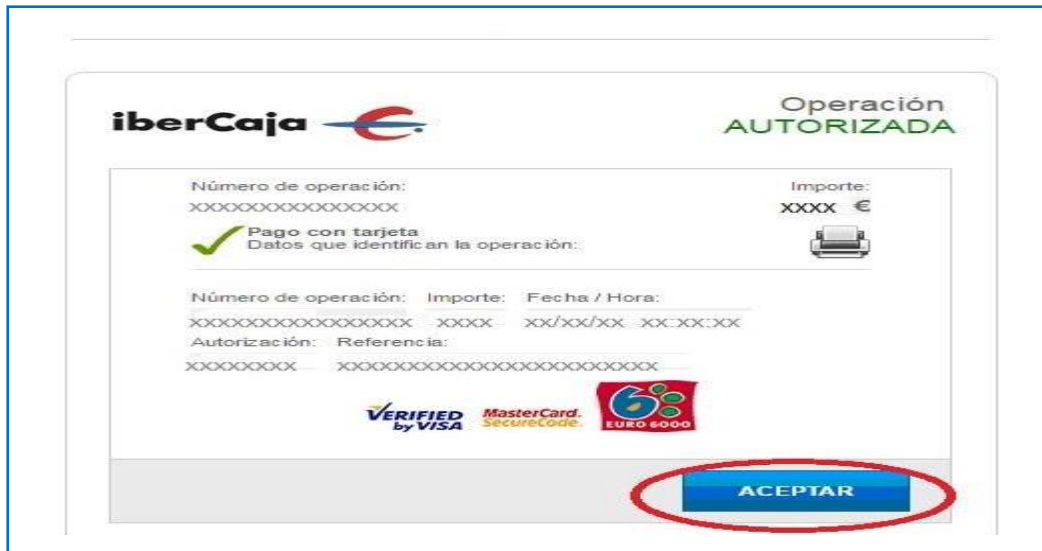 iberCaja
Operación
AUTORIZADA
Número de operación: Importe:
xxxxxxxxxxxxxxx xxxx €
Pago con tarjeta
Datos que identifican la operación:
Número de operación: Importe: Fecha / Hora:
xxxxxxxxxxxxxxxx xxxx xx/xx/xx xx:xx:xx
Autorización: Referencia:
xxxxxxxx xxxxxxxxxxxxxxxxxxxxxxx
VERIFIED by VISA
MasterCard. SecureCode.
6000
EURO 6000
ACEPTAR